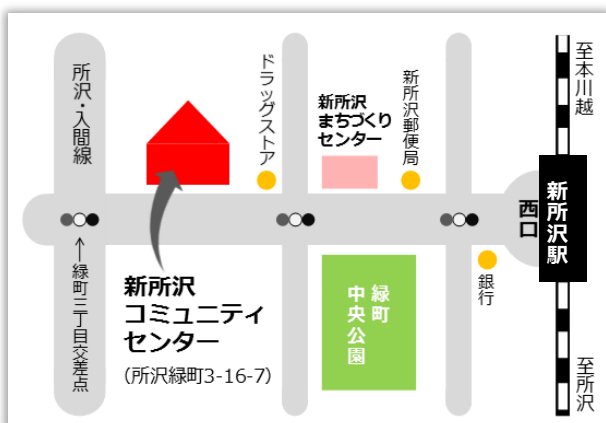 所沢・入間線
ドラッグストア
新所沢
まちづくり
センター
新所沢郵便局
至本川越
新所沢駅
西口
←緑町三丁目交差点
新所沢
コミュニティ
センター
(所沢緑町3-16-7)
緑町
中央公園
銀行
至所沢